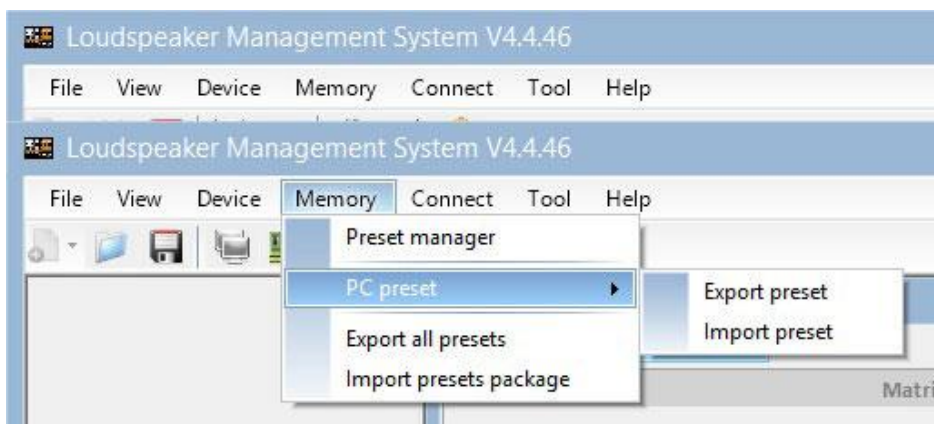 Loudspeaker Management System V4.4.46
File View Device Memory Connect Tool Help
Loudspeaker Management System V4.4.46
File View Device Memory Connect Tool Help
Preset manager
PC preset
Export preset
Import preset
Export all presets
Import presets package